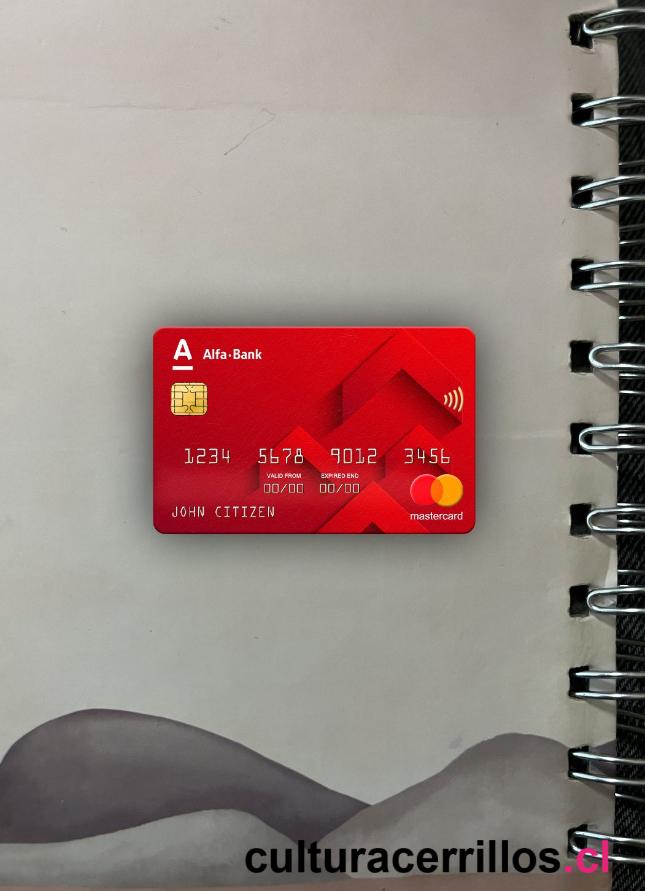 A Alfa·Bank
1234 5678 9012 3456
VALID FROM EXPIRED END
00/00 00/00
JOHN CITIZEN
mastercard
culturacerrillos.cl